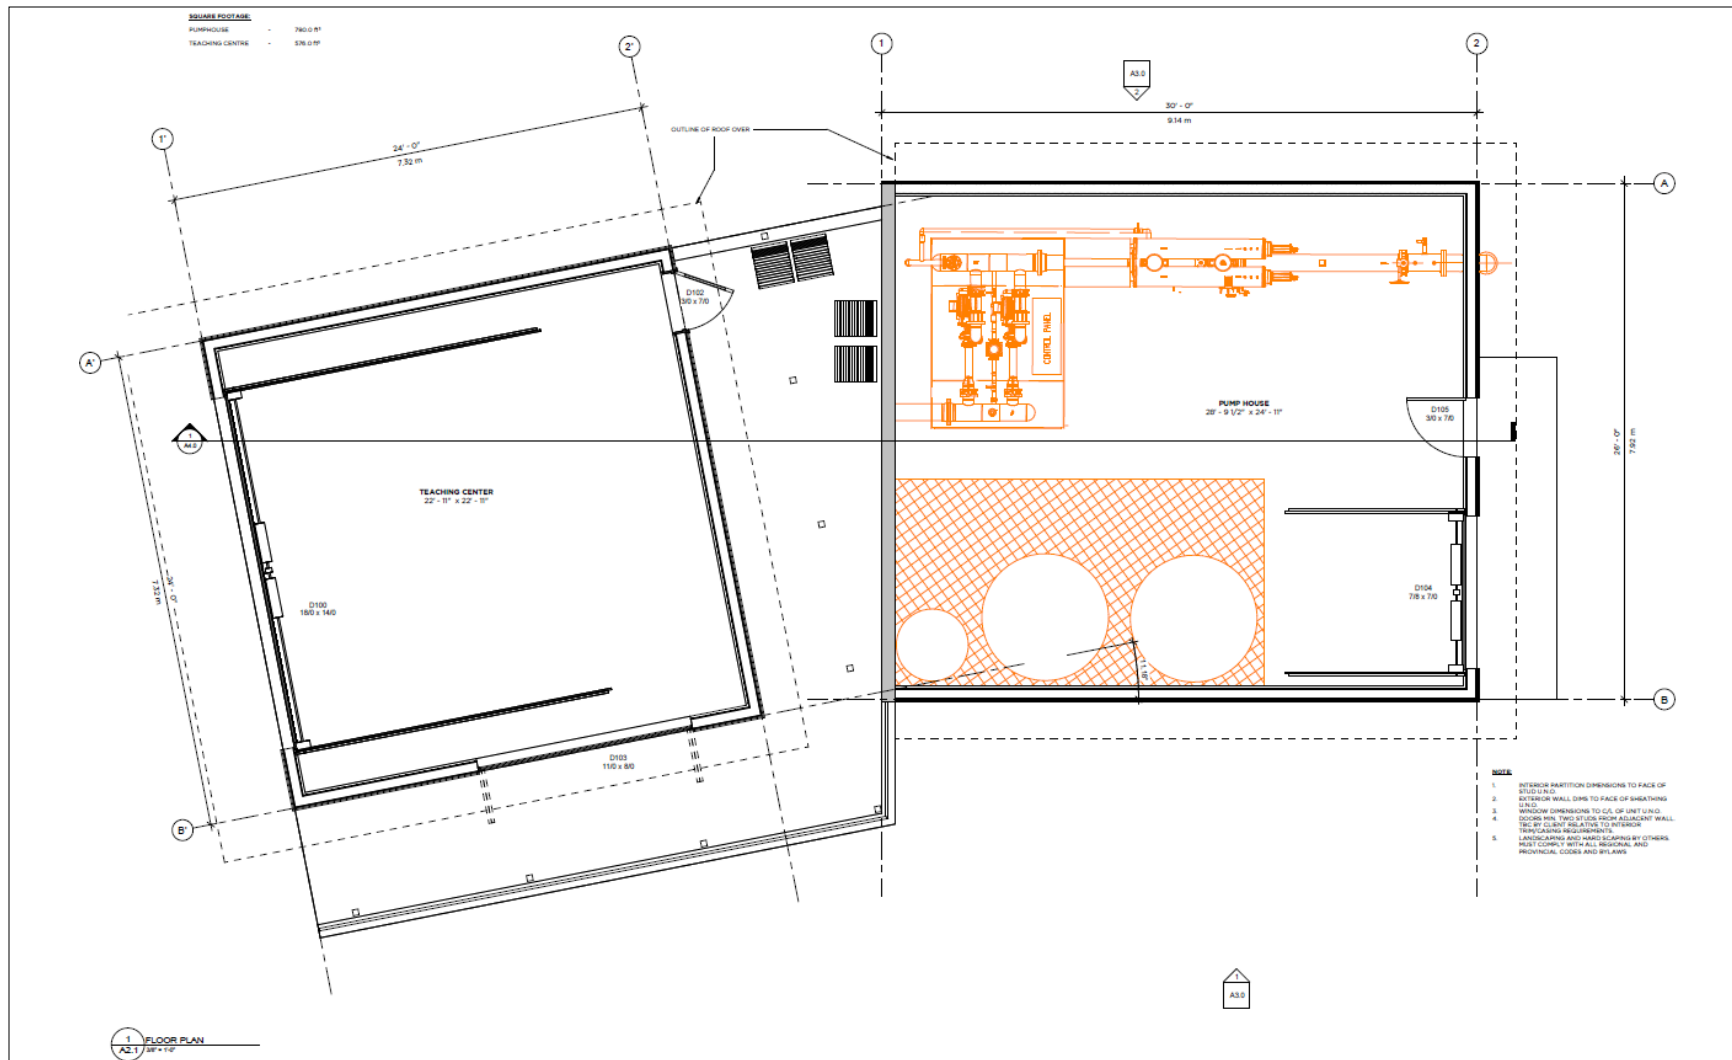 SQUARE FOOTAGE:
PUMPHOUSE - 780.0 ft²
TEACHING CENTRE - 576.0 ft²
1'
2'
1
2
A3.0
2
30' - 0"
9.14 m
24' - 0"
7.32 m
OUTLINE OF ROOF OVER
A
A'
D102
3/0 x 7/0
CONTROL PANEL
PUMP HOUSE
28' - 9 1/2" x 24' - 11"
D105
3/0 x 7/0
26' - 0"
7.92 m
1
A4.0
TEACHING CENTER
22' - 11" x 22' - 11"
24' - 0"
7.32 m
D100
18/0 x 14/0
D104
7/8 x 7/0
B
D103
11/0 x 8/0
B'
NOTE:
1. INTERIOR PARTITION DIMENSIONS TO FACE OF
STUD U.N.O.
2. EXTERIOR WALL DIMS TO FACE OF SHEATHING
U.N.O.
3. WINDOW DIMENSIONS TO C/L OF UNIT U.N.O.
4. DOORS MIN. TWO STUDS FROM ADJACENT WALL.
TBC BY CLIENT RELATIVE TO INTERIOR
TRIM/CASING REQUIREMENTS.
5. LANDSCAPING AND HARD SCAPING BY OTHERS.
MUST COMPLY WITH ALL REGIONAL AND
PROVINCIAL CODES AND BYLAWS
1
A3.0
1
FLOOR PLAN
A2.1
3/8" = 1'-0"